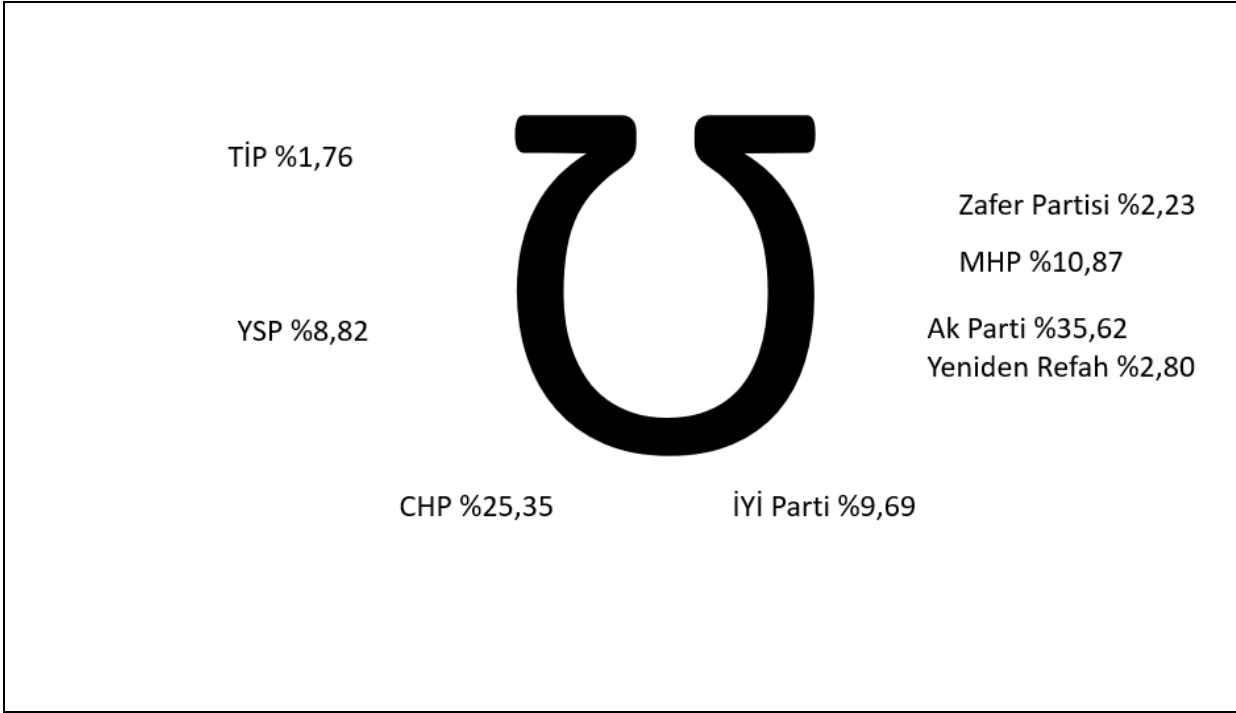 TİP %1,76
Zafer Partisi %2,23
MHP %10,87
YSP %8,82
Ak Parti %35,62
Yeniden Refah %2,80
CHP %25,35
İYİ Parti %9,69